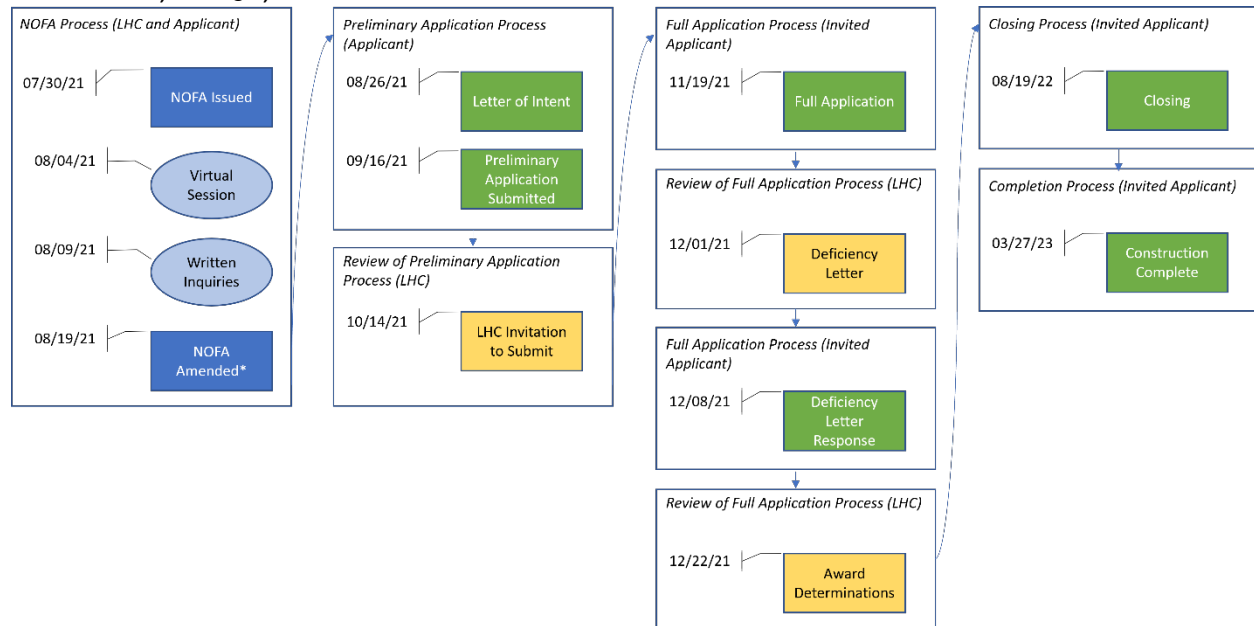 NOFA Process (LHC and Applicant)
07/30/21
NOFA Issued
08/04/21
Virtual
Session
08/09/21
Written
Inquiries
08/19/21
NOFA
Amended*
Preliminary Application Process
(Applicant)
08/26/21
Letter of Intent
09/16/21
Preliminary
Application
Submitted
Review of Preliminary Application
Process (LHC)
10/14/21
LHC Invitation
to Submit
Full Application Process (Invited
Applicant)
11/19/21
Full Application
Review of Full Application Process (LHC)
12/01/21
Deficiency
Letter
Full Application Process (Invited
Applicant)
12/08/21
Deficiency
Letter
Response
Review of Full Application Process (LHC)
12/22/21
Award
Determinations
Closing Process (Invited Applicant)
08/19/22
Closing
Completion Process (Invited Applicant)
03/27/23
Construction
Complete